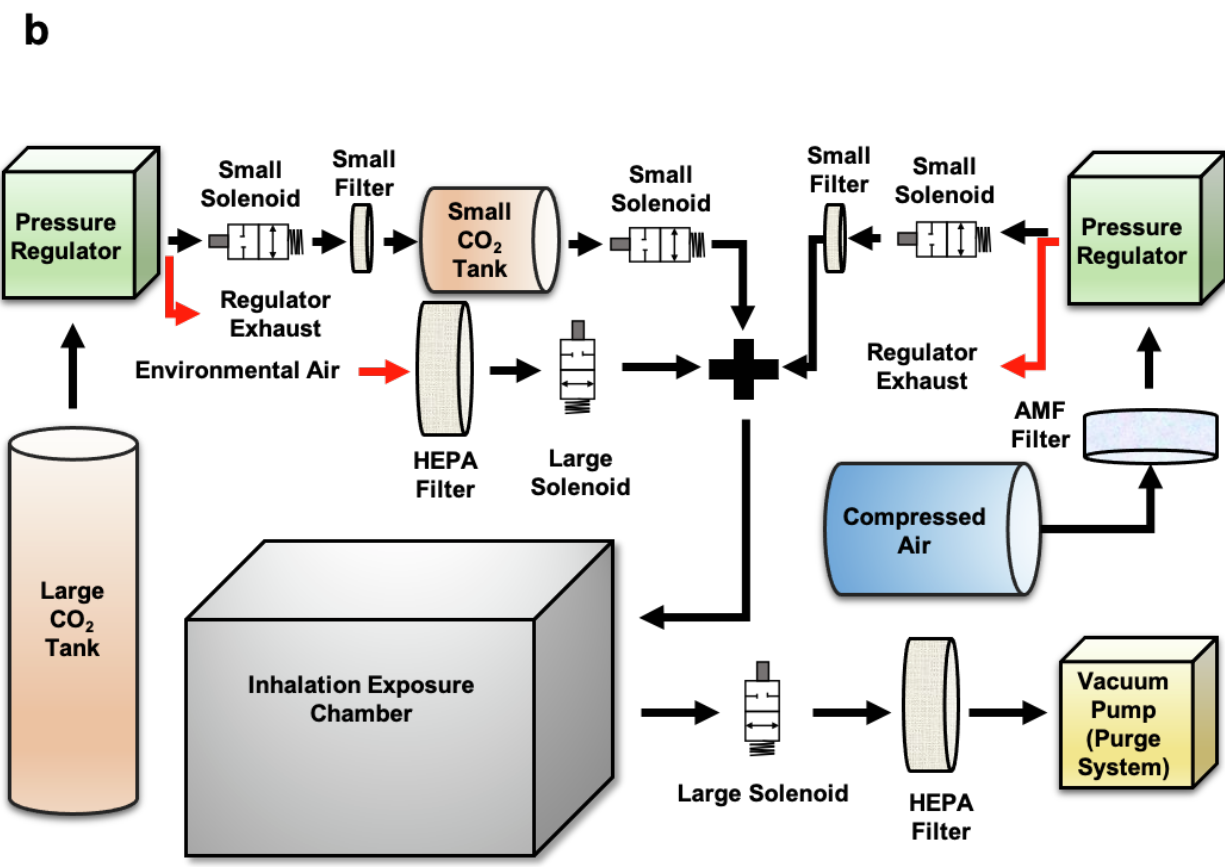 b
Small
Solenoid
Small
Filter
Small
Solenoid
Small
Filter
Small
Solenoid
Pressure
Regulator
Small
CO₂
Tank
Pressure
Regulator
Regulator
Exhaust
Environmental Air
Regulator
Exhaust
HEPA
Filter
Large
Solenoid
AMF
Filter
Compressed
Air
Large
CO₂
Tank
Inhalation Exposure
Chamber
Large Solenoid
HEPA
Filter
Vacuum
Pump
(Purge
System)